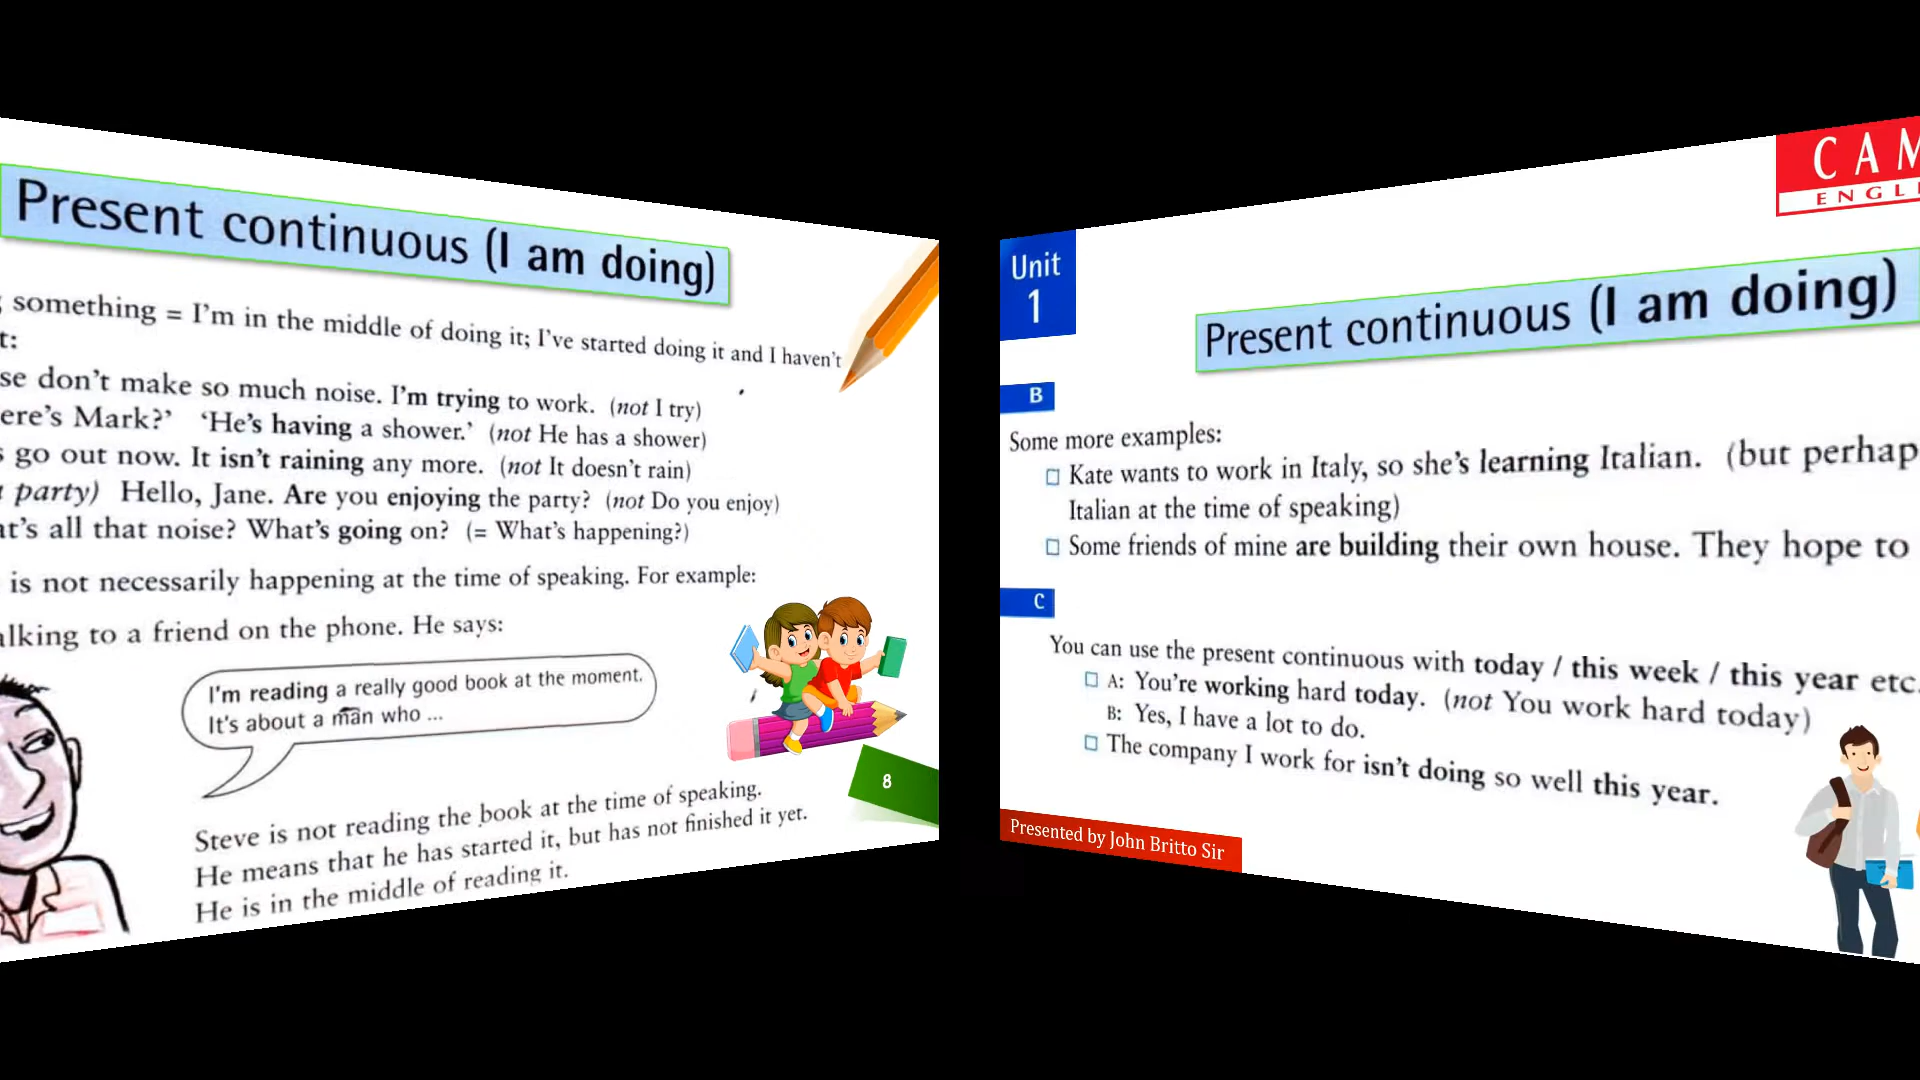 Present continuous (I am doing)
something = I'm in the middle of doing it; I've started doing it and I haven't
t:
se don't make so much noise. I'm trying to work. (not I try)
ere's Mark?' 'He's having a shower.' (not He has a shower)
s go out now. It isn't raining any more. (not It doesn't rain)
party) Hello, Jane. Are you enjoying the party? (not Do you enjoy)
at's all that noise? What's going on? (= What's happening?)
is not necessarily happening at the time of speaking. For example:
alking to a friend on the phone. He says:
I'm reading a really good book at the moment.
It's about a man who ...
Steve is not reading the book at the time of speaking.
He means that he has started it, but has not finished it yet.
He is in the middle of reading it.
8
CAM
ENGLI
Unit
1
Present continuous (I am doing)
B
Some more examples:
Kate wants to work in Italy, so she's learning Italian. (but perhap
Italian at the time of speaking)
Some friends of mine are building their own house. They hope to
C
You can use the present continuous with today / this week / this year etc.
A: You're working hard today. (not You work hard today)
B: Yes, I have a lot to do.
The company I work for isn't doing so well this year.
Presented by John Britto Sir